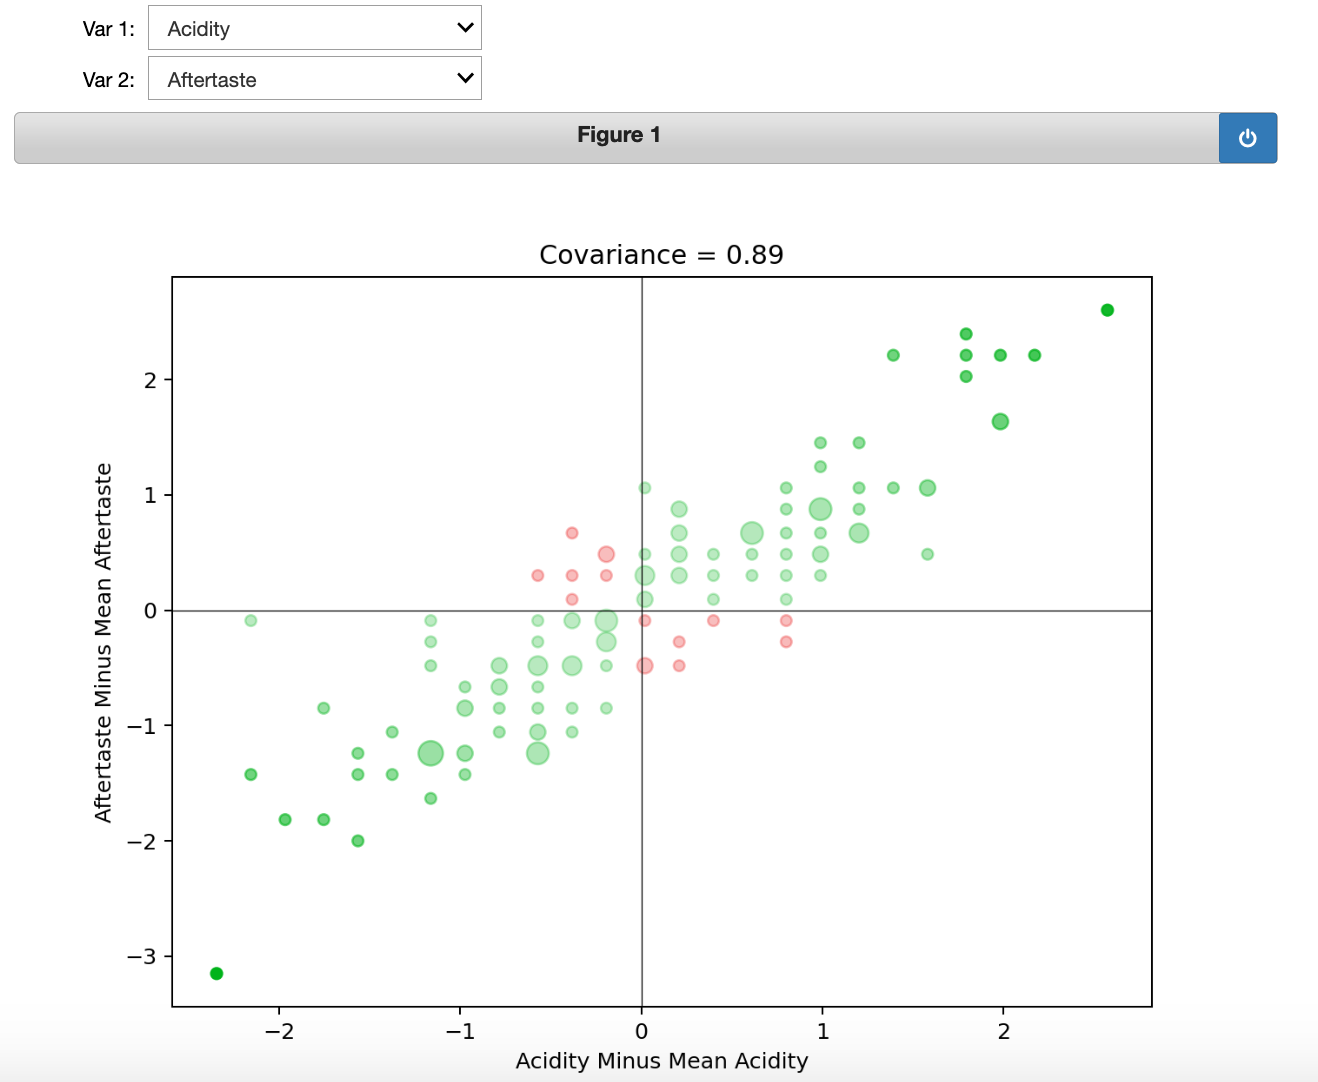 Var 1: Acidity
Var 2: Aftertaste
Figure 1
Covariance = 0.89
2
1
0
−1
−2
−3
Aftertaste Minus Mean Aftertaste
−2 −1 0 1 2
Acidity Minus Mean Acidity